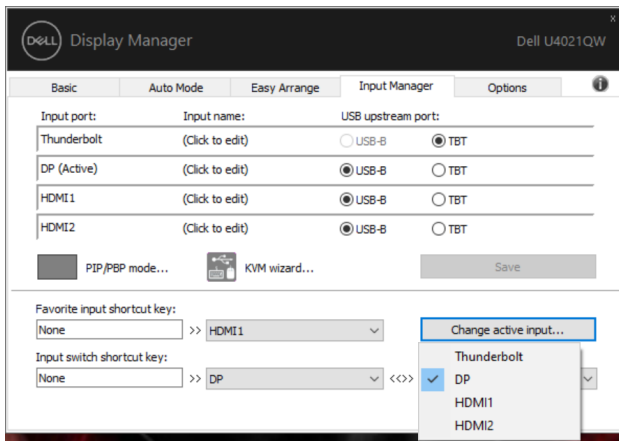 x
DELL Display Manager Dell U4021QW
Basic Auto Mode Easy Arrange Input Manager Options i
Input port: Input name: USB upstream port:
Thunderbolt (Click to edit) USB-B TBT
DP (Active) (Click to edit) USB-B TBT
HDMI1 (Click to edit) USB-B TBT
HDMI2 (Click to edit) USB-B TBT
PIP/PBP mode... KVM wizard... Save
Favorite input shortcut key:
None >> HDMI1 Change active input...
Input switch shortcut key:
None >> DP <<>>
Thunderbolt
DP
HDMI1
HDMI2